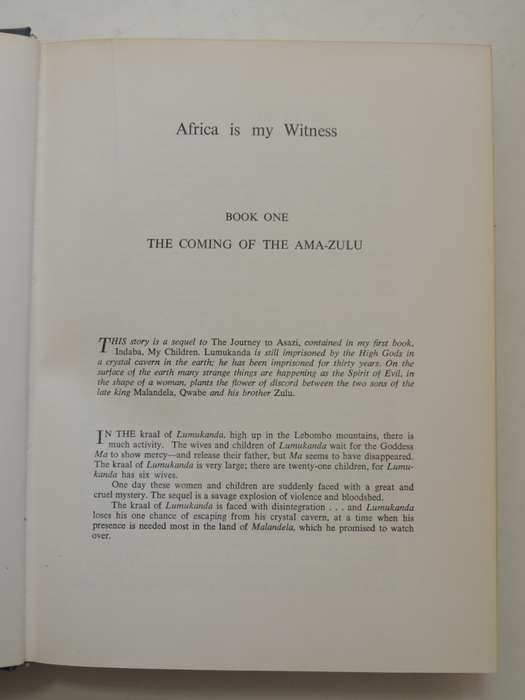 Africa is my Witness
BOOK ONE
THE COMING OF THE AMA-ZULU
THIS story is a sequel to The Journey to Asazi, contained in my first book,
Indaba, My Children. Lumukanda is still imprisoned by the High Gods in
a crystal cavern in the earth; he has been imprisoned for thirty years. On the
surface of the earth many strange things are happening as the Spirit of Evil, in
the shape of a woman, plants the flower of discord between the two sons of the
late king Malandela, Qwabe and his brother Zulu.
IN THE kraal of Lumukanda, high up in the Lebombo mountains, there is
much activity. The wives and children of Lumukanda wait for the Goddess
Ma to show mercy—and release their father, but Ma seems to have disappeared.
The kraal of Lumukanda is very large; there are twenty-one children, for Lumu-
kanda has six wives.
One day these women and children are suddenly faced with a great and
cruel mystery. The sequel is a savage explosion of violence and bloodshed.
The kraal of Lumukanda is faced with disintegration . . . and Lumukanda
loses his one chance of escaping from his crystal cavern, at a time when his
presence is needed most in the land of Malandela, which he promised to watch
over.